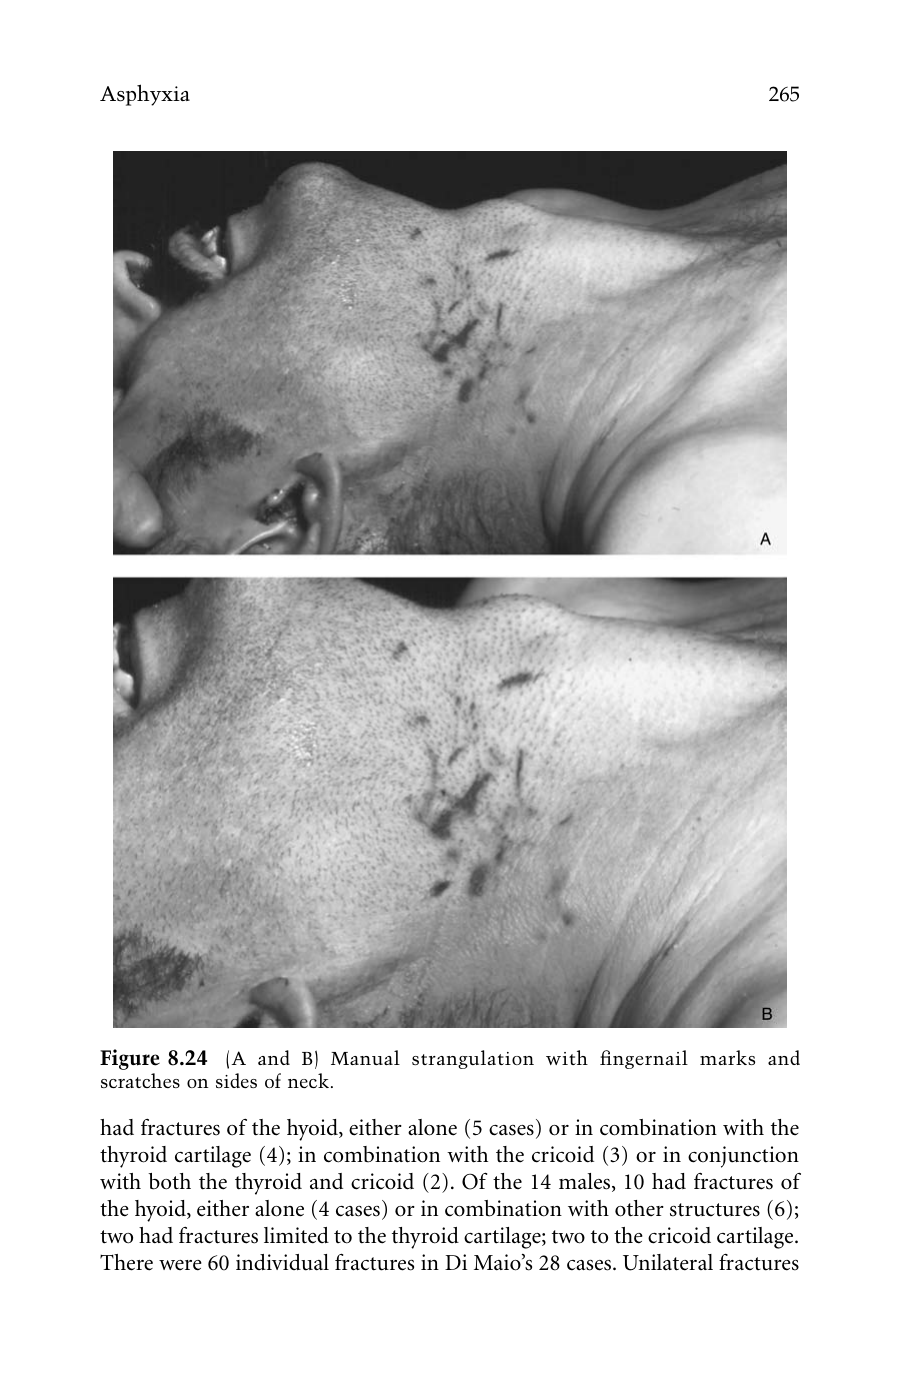 Asphyxia 265
A
B
Figure 8.24 (A and B) Manual strangulation with fingernail marks and
scratches on sides of neck.
had fractures of the hyoid, either alone (5 cases) or in combination with the
thyroid cartilage (4); in combination with the cricoid (3) or in conjunction
with both the thyroid and cricoid (2). Of the 14 males, 10 had fractures of
the hyoid, either alone (4 cases) or in combination with other structures (6);
two had fractures limited to the thyroid cartilage; two to the cricoid cartilage.
There were 60 individual fractures in Di Maio’s 28 cases. Unilateral fractures